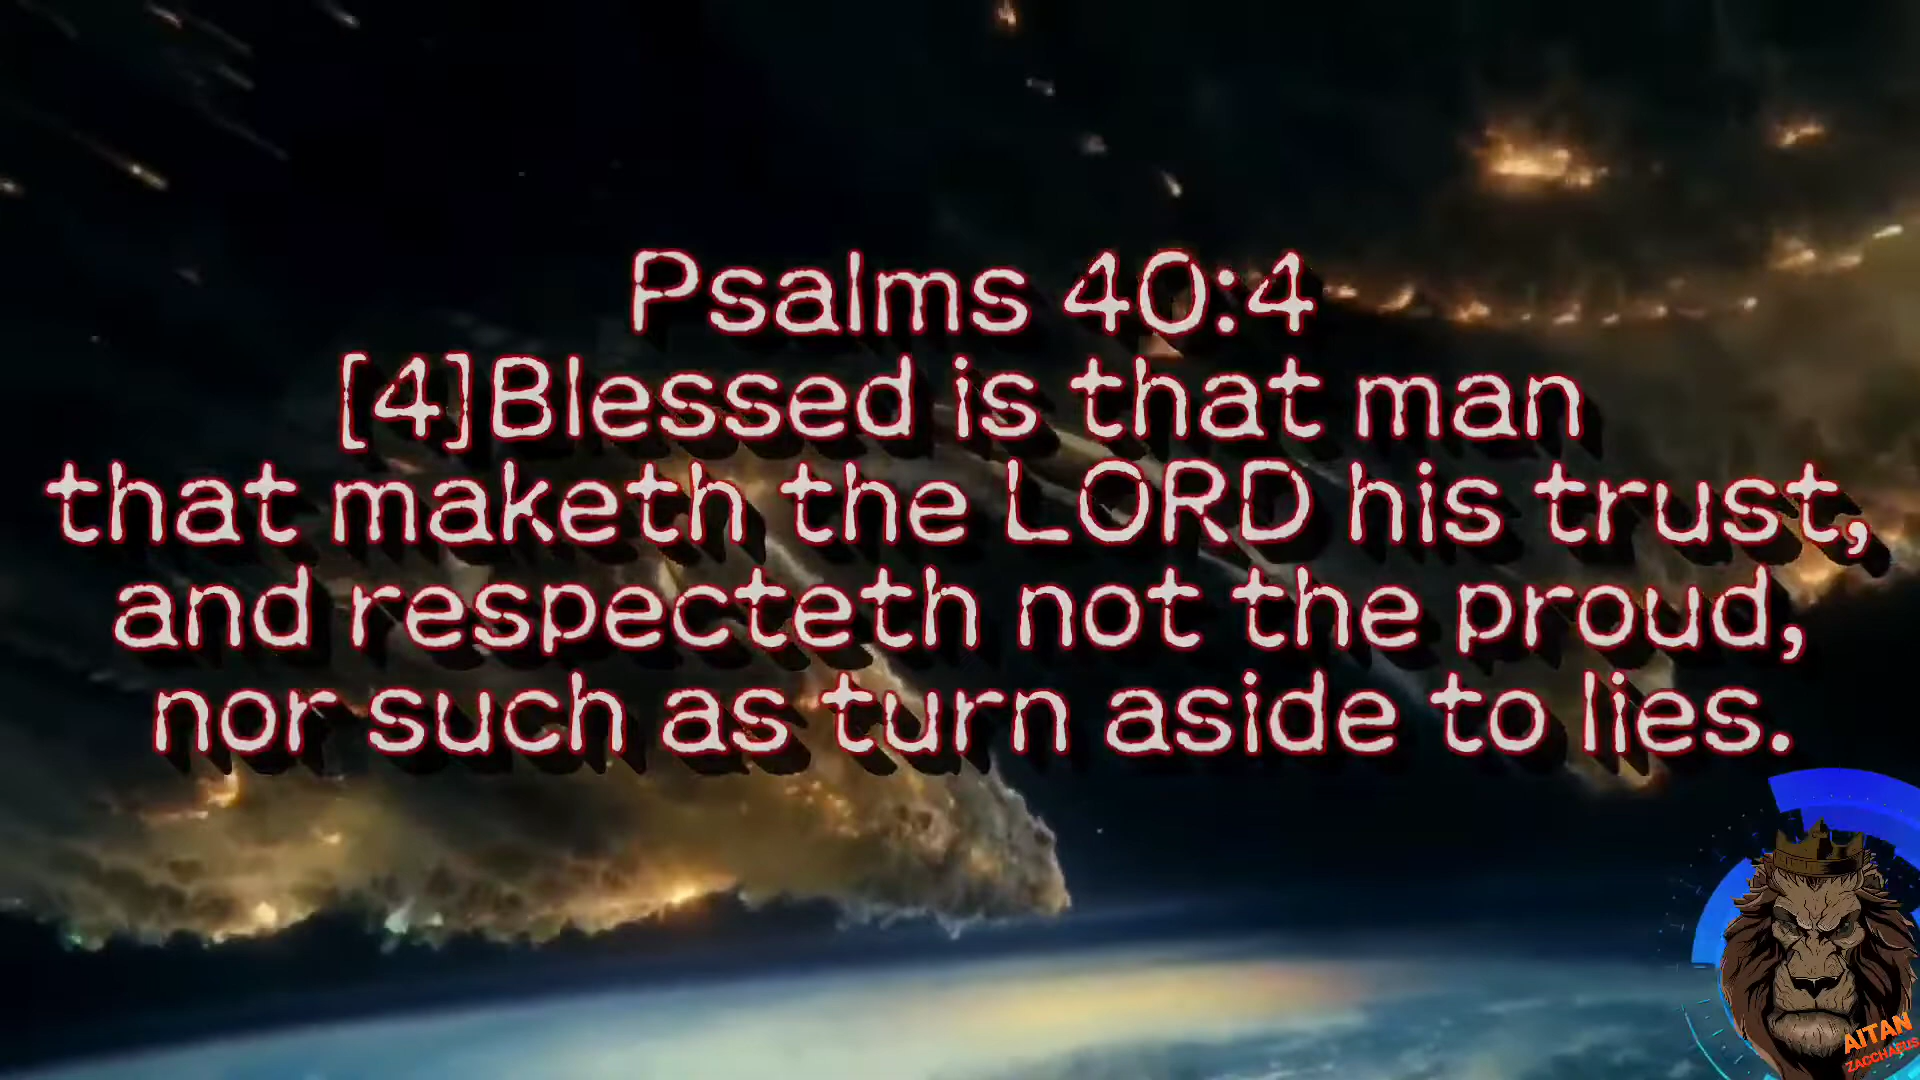 Psalms 40:4
[4]Blessed is that man
that maketh the LORD his trust,
and respecteth not the proud,
nor such as turn aside to lies.
AITAN
ZACCHAEUS